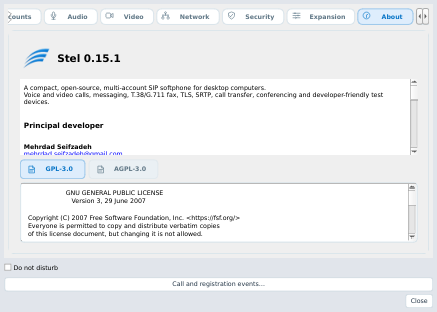 counts
Audio
Video
Network
Security
Expansion
About
Stel 0.15.1
A compact, open-source, multi-account SIP softphone for desktop computers.
Voice and video calls, messaging, T.38/G.711 fax, TLS, SRTP, call transfer, conferencing and developer-friendly test
devices.
Principal developer
Mehrdad Seifzadeh
mehrdad.seifzadeh@gmail.com
GPL-3.0
AGPL-3.0
GNU GENERAL PUBLIC LICENSE
Version 3, 29 June 2007
Copyright (C) 2007 Free Software Foundation, Inc. <https://fsf.org/>
Everyone is permitted to copy and distribute verbatim copies
of this license document, but changing it is not allowed.
Do not disturb
Call and registration events...
Close